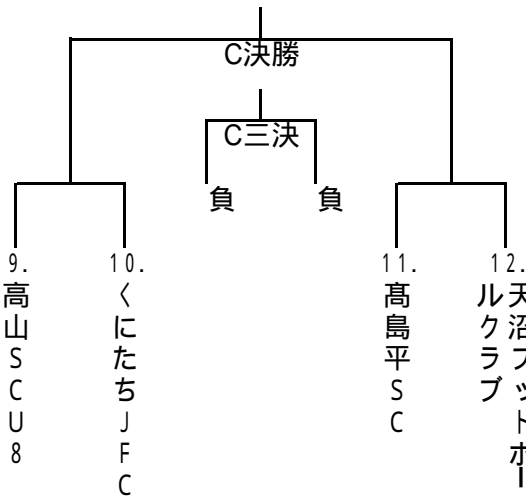 C決勝
C三決
負
負
9.
高山SCU8
10.
くにたちJFC
11.
髙島平SC
12.
天沼フットボー
ルクラブ